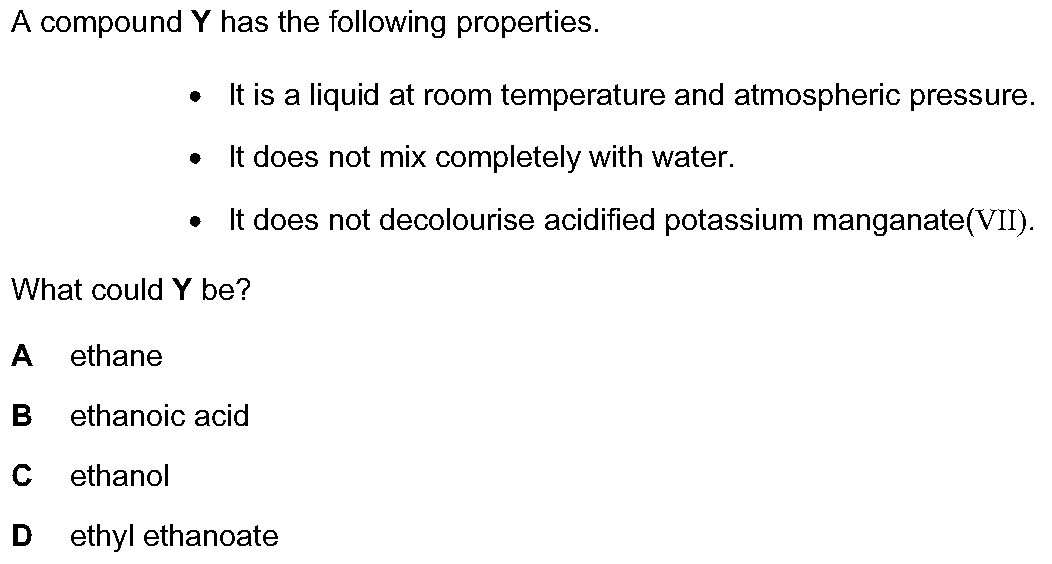 A compound Y has the following properties.
• It is a liquid at room temperature and atmospheric pressure.
• It does not mix completely with water.
• It does not decolourise acidified potassium manganate(VII).
What could Y be?
A ethane
B ethanoic acid
C ethanol
D ethyl ethanoate